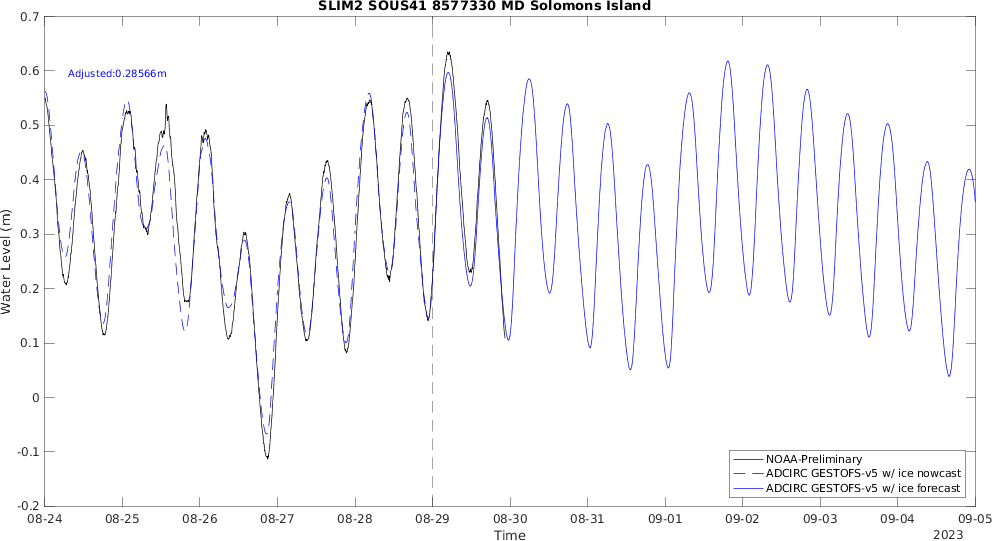 SLIM2 SOUS41 8577330 MD Solomons Island
Adjusted:0.28566m
Water Level (m)
0.7
0.6
0.5
0.4
0.3
0.2
0.1
0
-0.1
-0.2
NOAA-Preliminary
ADCIRC GESTOFS-v5 w/ ice nowcast
ADCIRC GESTOFS-v5 w/ ice forecast
08-24 08-25 08-26 08-27 08-28 08-29 08-30 08-31 09-01 09-02 09-03 09-04 09-05
Time
2023